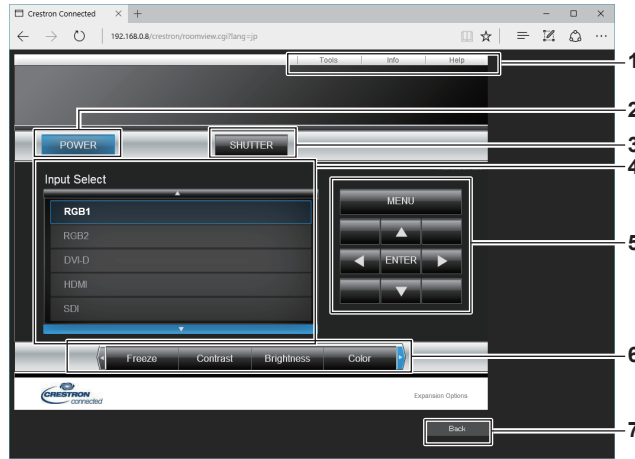 Crestron Connected
192.168.0.8/crestron/roomview.cgi?lang=jp
Tools Info Help
1
2
POWER SHUTTER
3
4
Input Select
RGB1
RGB2
DVI-D
HDMI
SDI
MENU
ENTER
5
Freeze Contrast Brightness Color
6
CRESTRON
connected
Expansion Options
Back
7